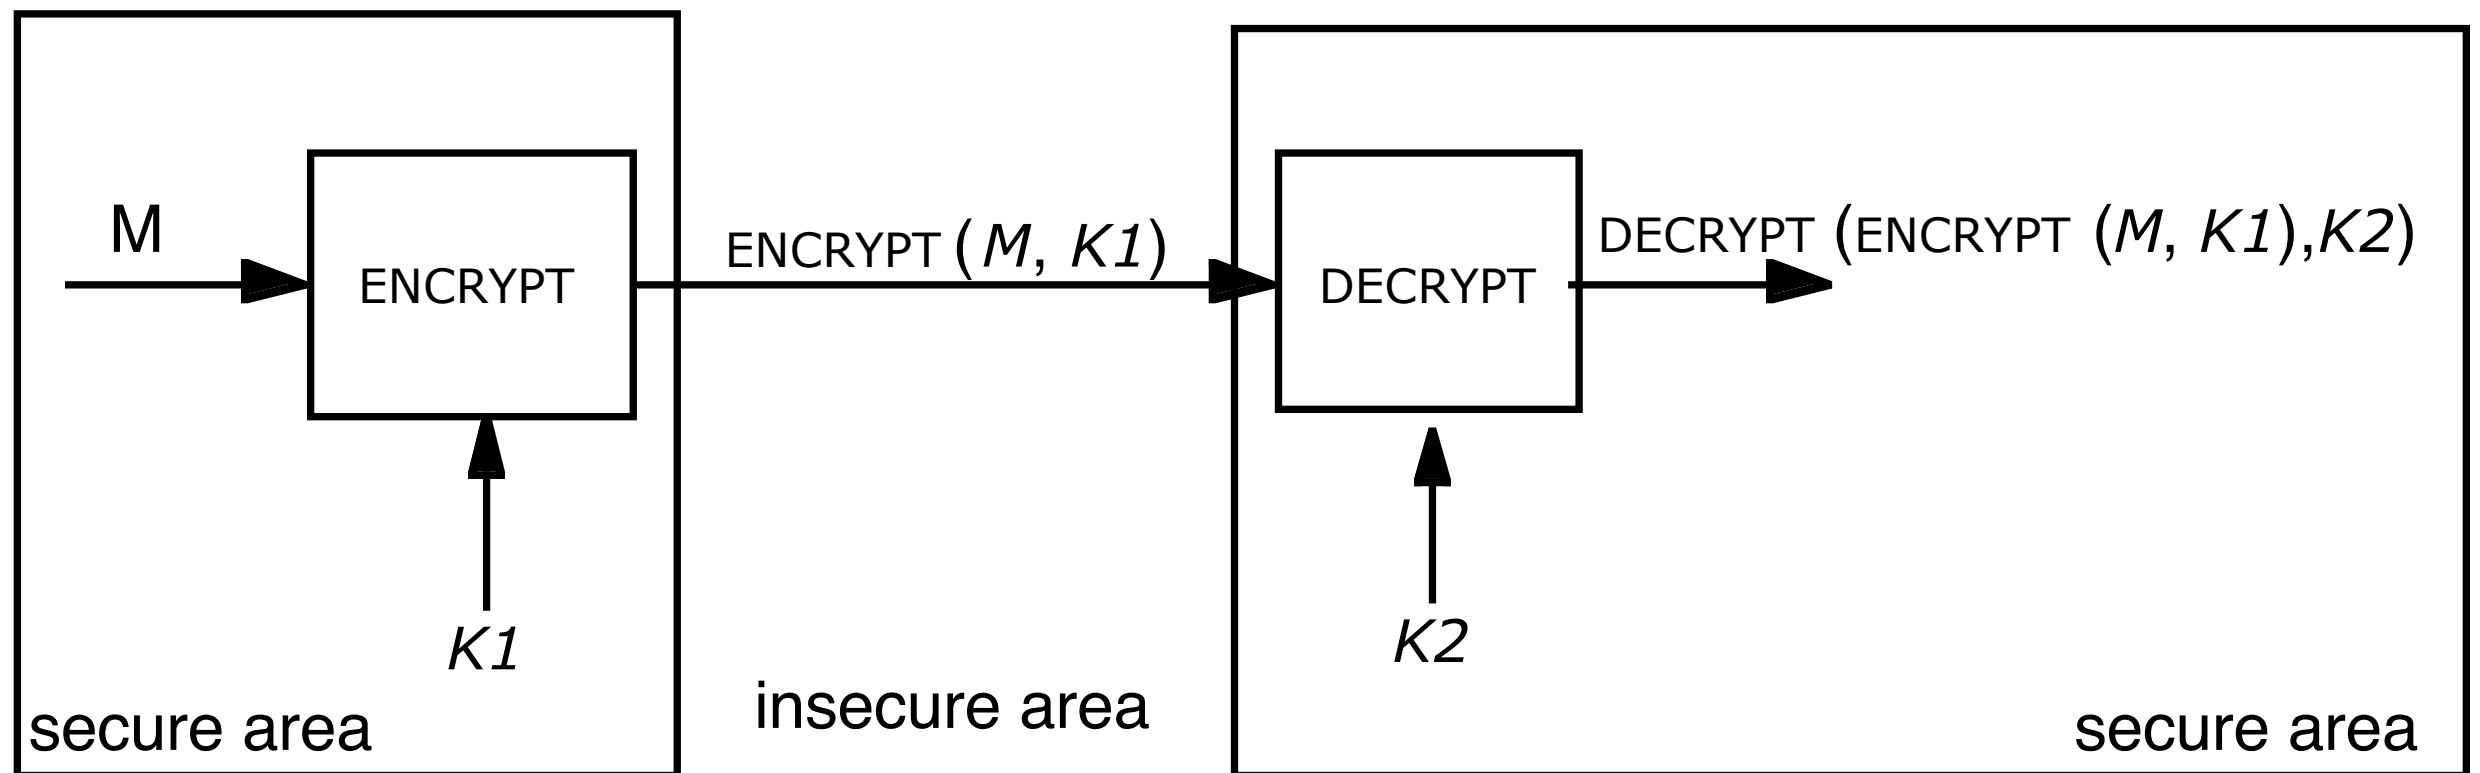 M
ENCRYPT
K1
secure area
ENCRYPT (M, K1)
insecure area
DECRYPT
K2
DECRYPT (ENCRYPT (M, K1),K2)
secure area